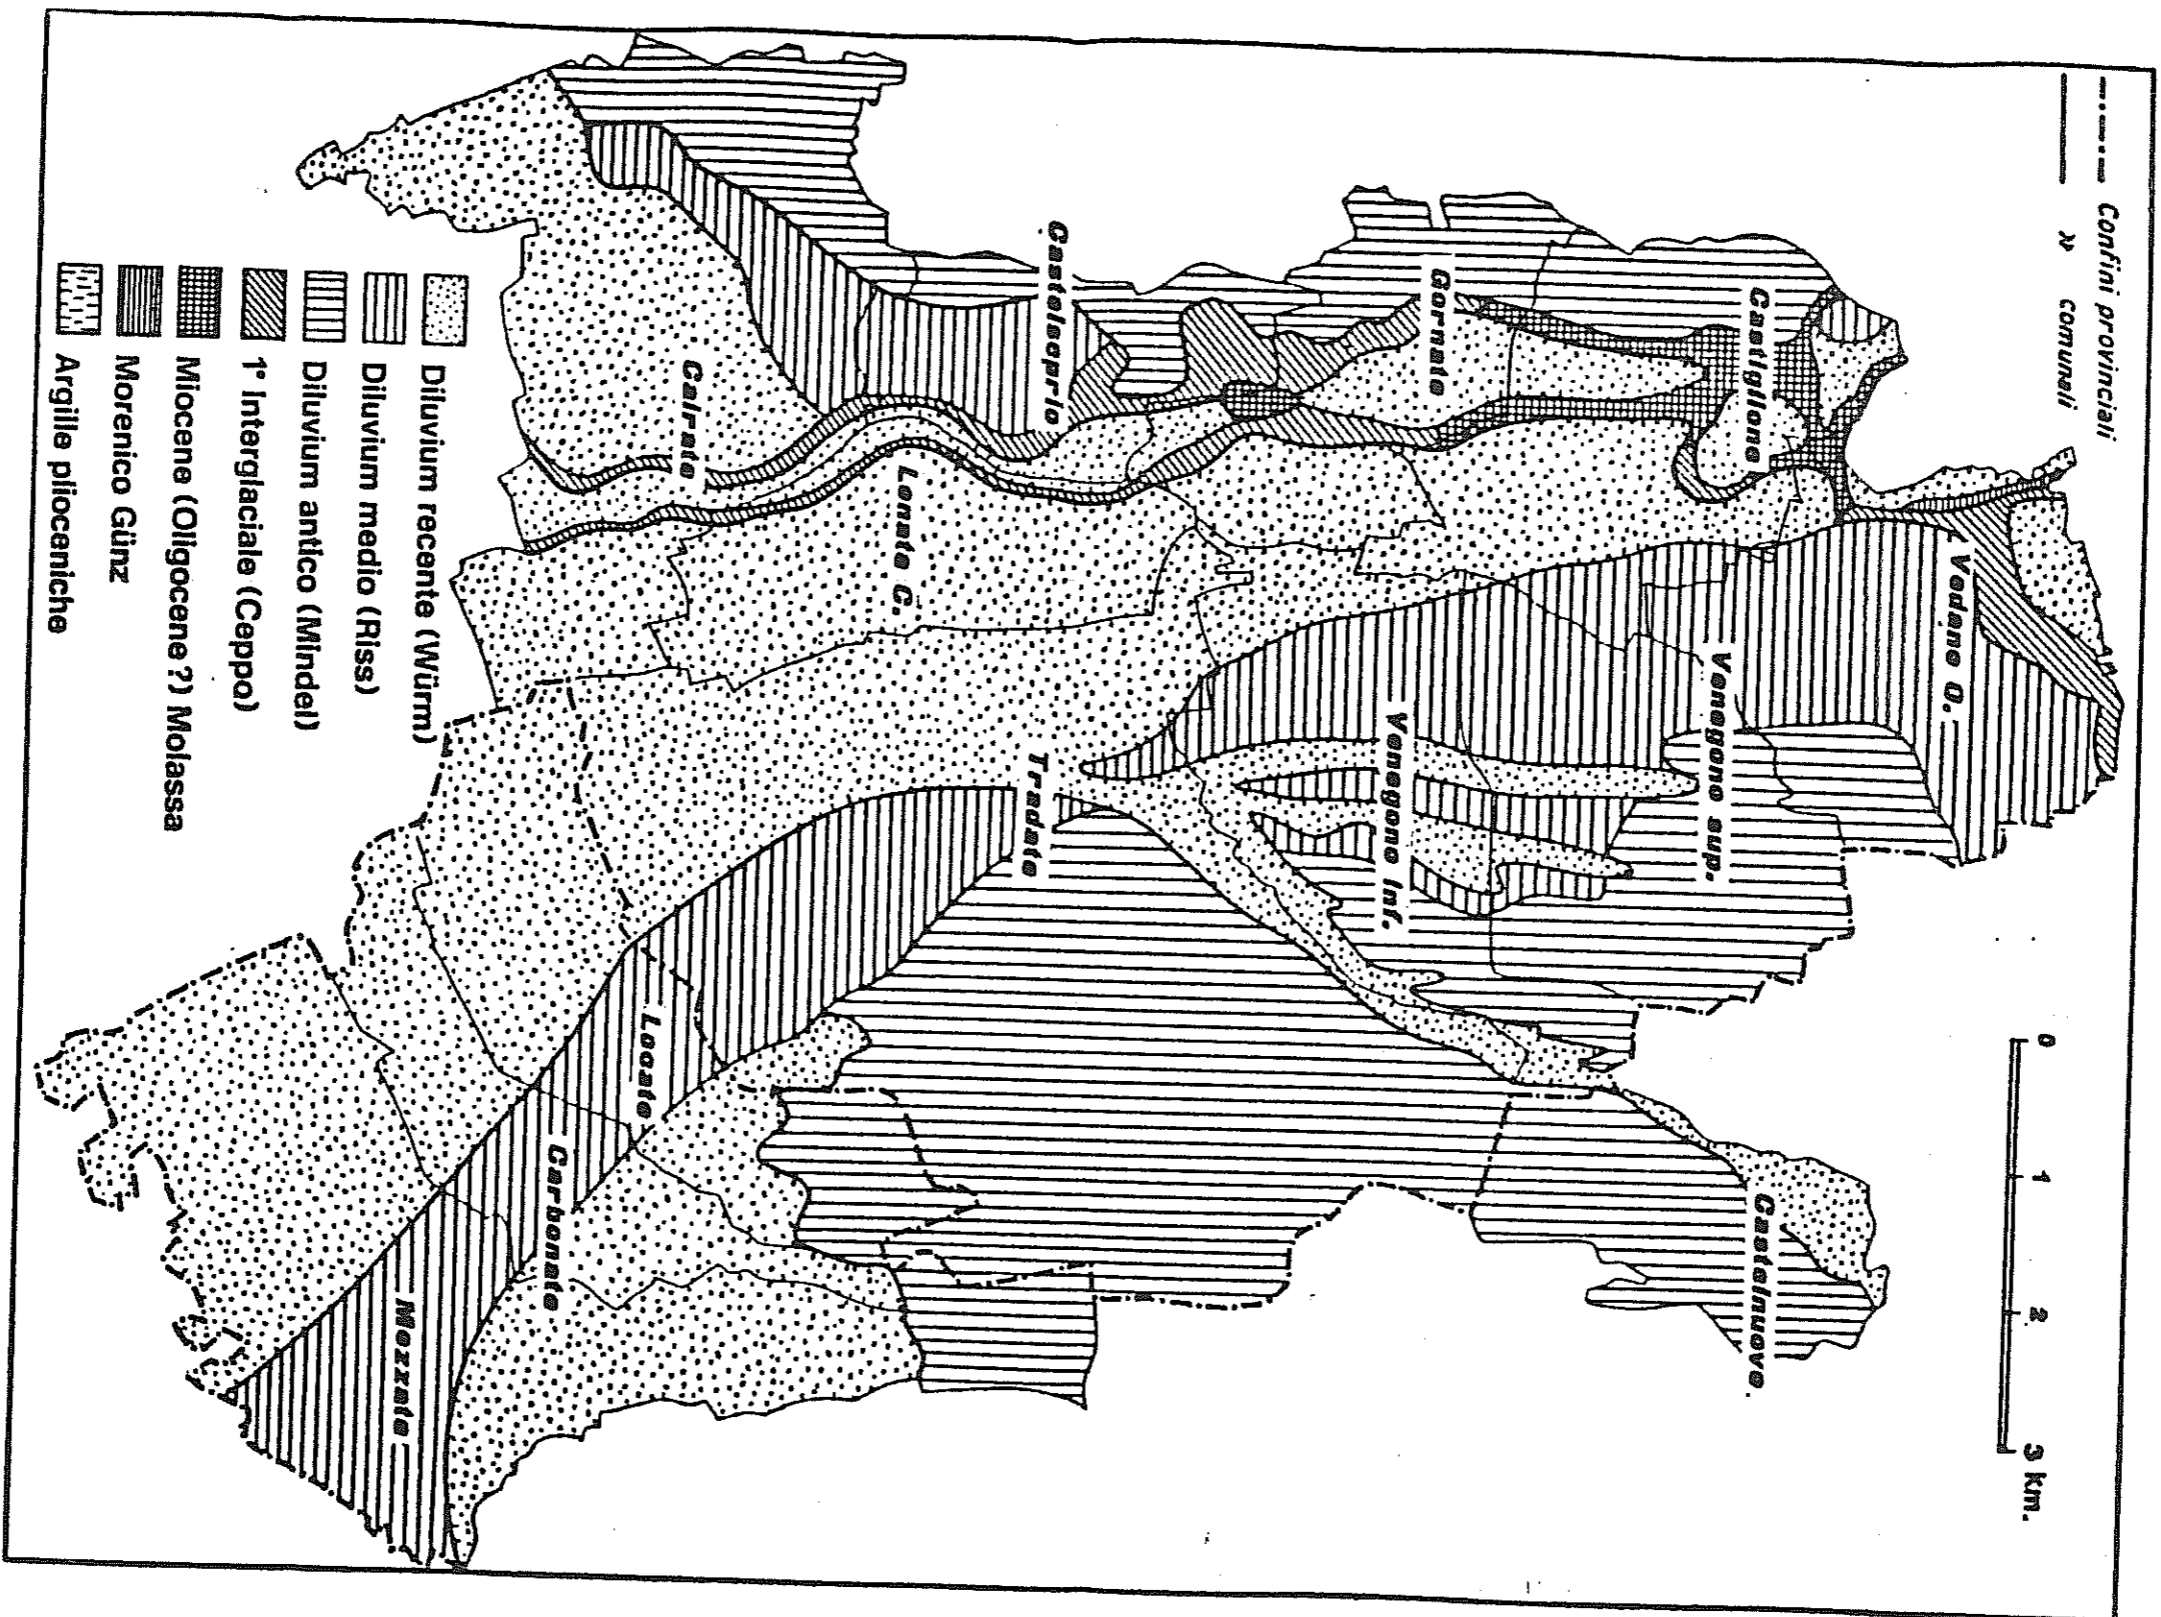 Confini provinciali
» comunali
0 1 2 3 km.
Vedano O.
Castiglione
Venegono sup.
Castelnuovo.
Gornate
Venegono inf.
Castelseprio
Tradate
Lonate C.
Cairate
Locate
Carbonate
Mozzate
Diluvium recente (Würm)
Diluvium medio (Riss)
Diluvium antico (Mindel)
1° Interglaciale (Ceppo)
Miocene (Oligocene ?) Molassa
Morenico Günz
Argille plioceniche